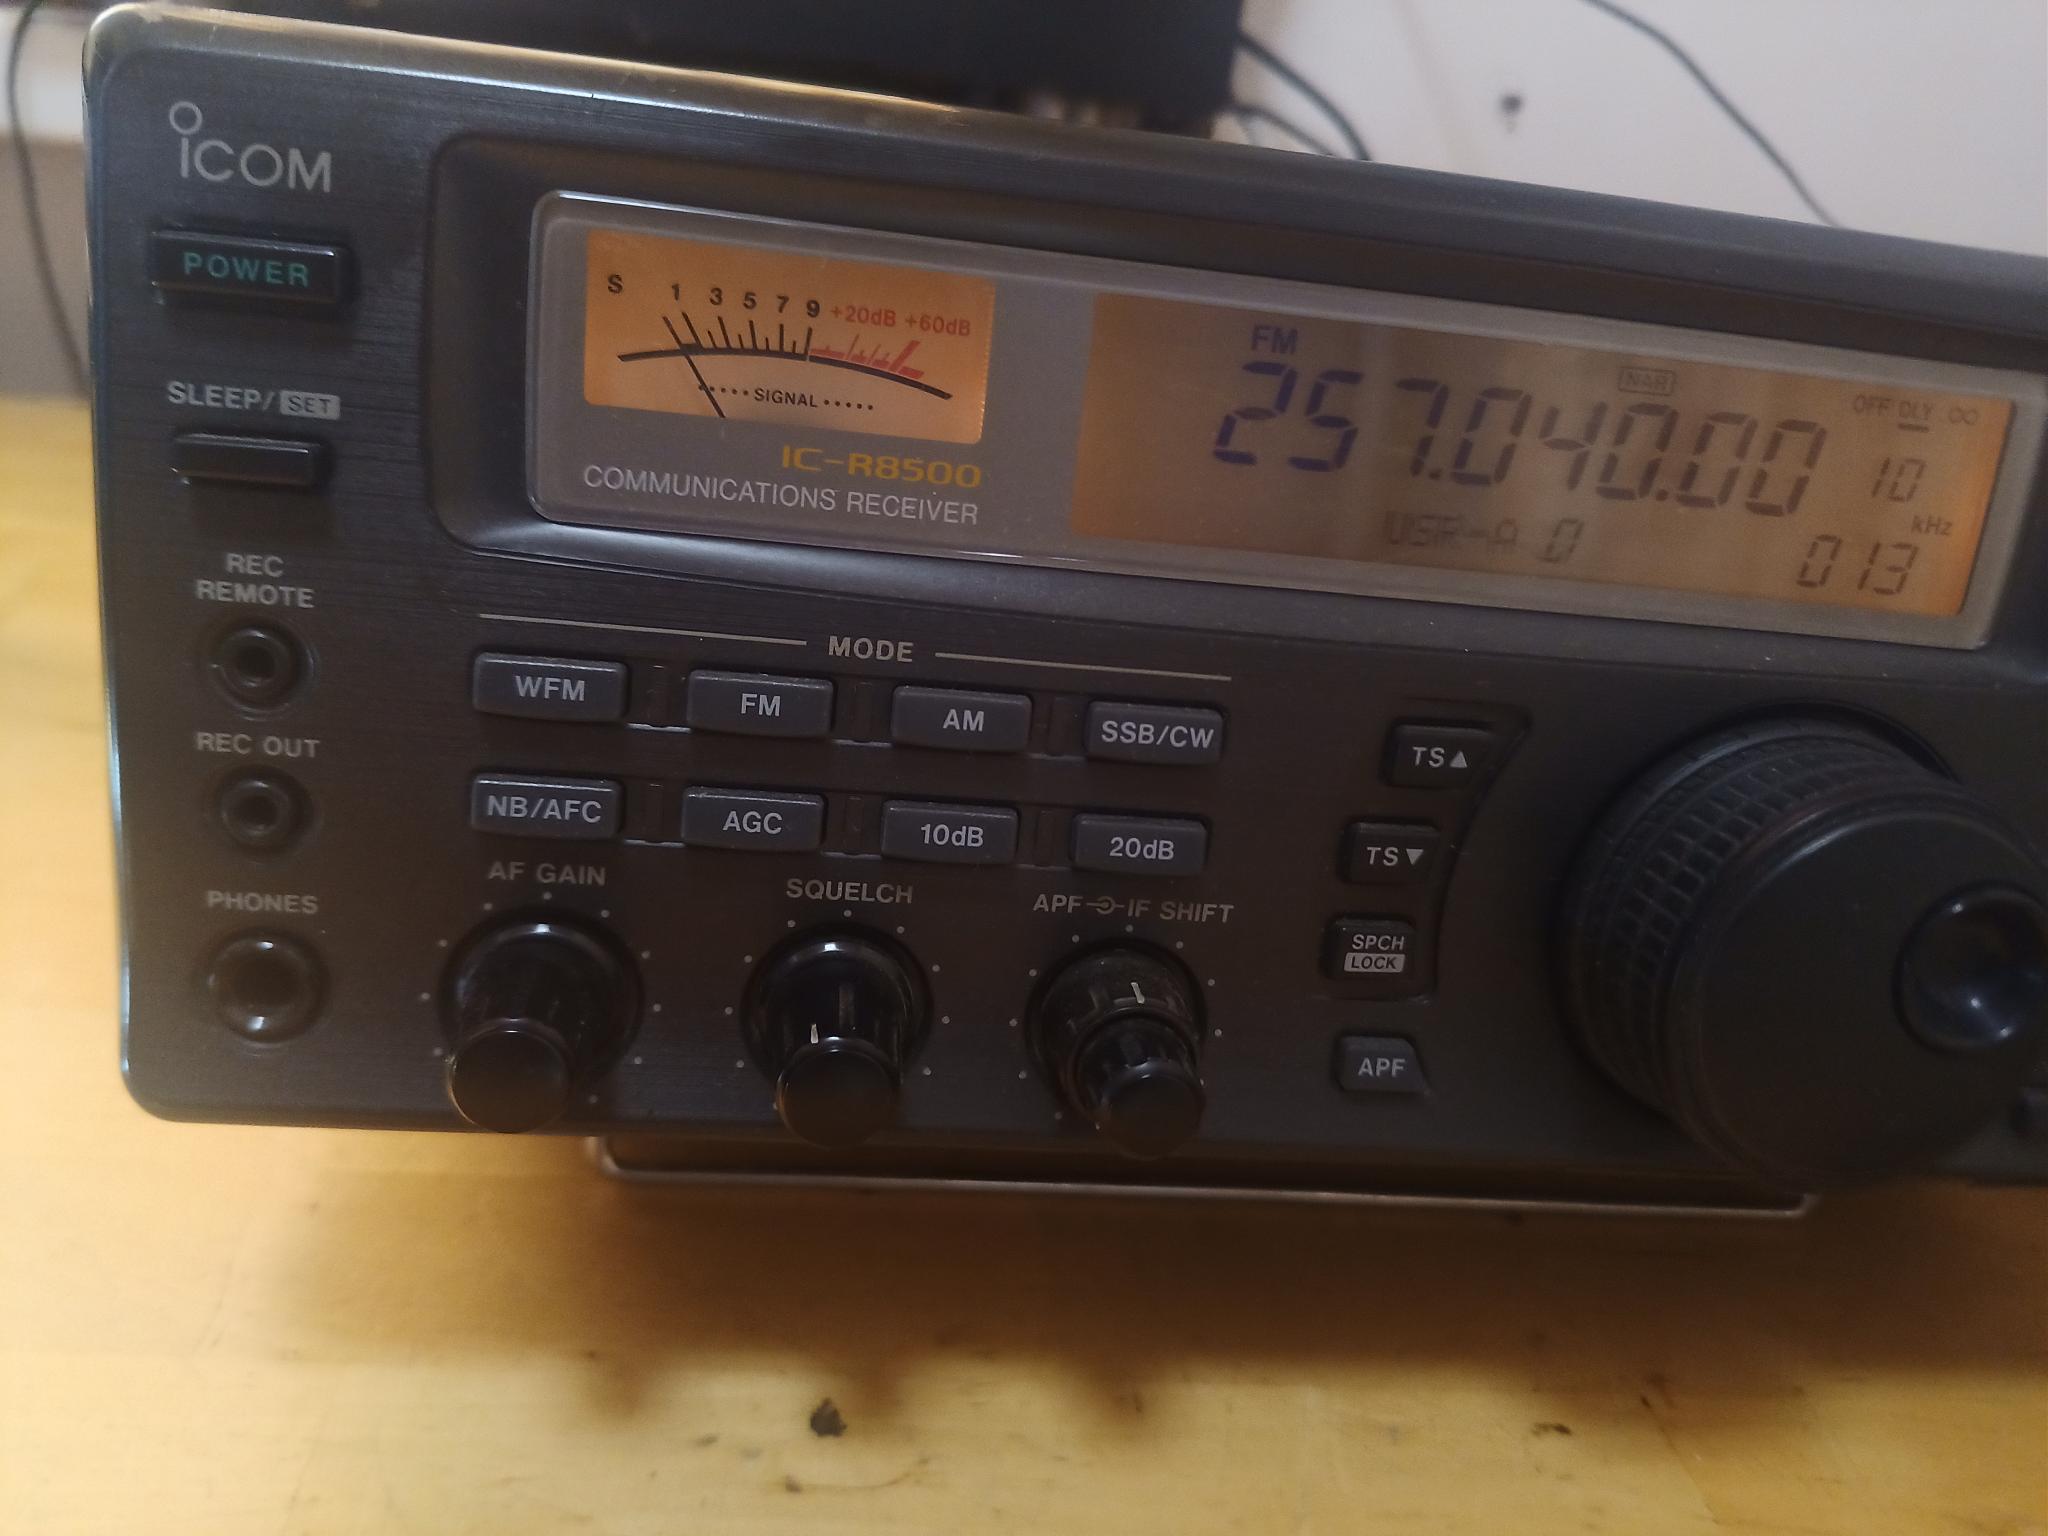 ICOM
POWER
SLEEP/SET
REC
REMOTE
REC OUT
PHONES
S 1 3 5 7 9 +20dB +60dB
SIGNAL
IC-R8500
COMMUNICATIONS RECEIVER
FM
NAR
OFF DLY ∞
257.040.00
10
kHz
USR-A 0
013
MODE
WFM FM AM SSB/CW
NB/AFC AGC 10dB 20dB
AF GAIN SQUELCH APF IF SHIFT
TS▲
TS▼
SPCH
LOCK
APF